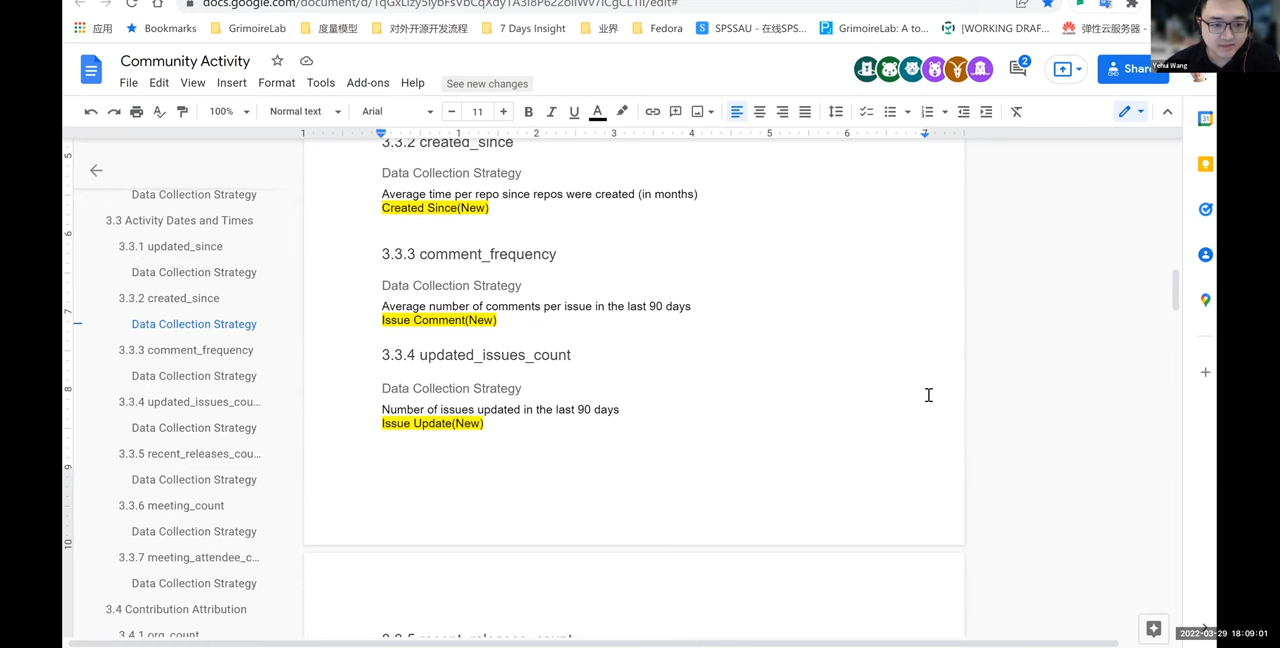 应用
Bookmarks
GrimoireLab
度量模型
对外开源开发流程
7 Days Insight
业界
Fedora
SPSSAU - 在线SPS...
GrimoireLab: A to...
[WORKING DRAF...
弹性云服务器 -
Community Activity
2
Share
Yehui Wang
File Edit View Insert Format Tools Add-ons Help
See new changes
100% Normal text Arial 11
3.3.2 created_since
Data Collection Strategy
Average time per repo since repos were created (in months)
Created Since(New)
3.3.3 comment_frequency
Data Collection Strategy
Average number of comments per issue in the last 90 days
Issue Comment(New)
3.3.4 updated_issues_count
Data Collection Strategy
Number of issues updated in the last 90 days
Issue Update(New)
Data Collection Strategy
3.3 Activity Dates and Times
3.3.1 updated_since
Data Collection Strategy
3.3.2 created_since
Data Collection Strategy
3.3.3 comment_frequency
Data Collection Strategy
3.3.4 updated_issues_cou...
Data Collection Strategy
3.3.5 recent_releases_cou...
Data Collection Strategy
3.3.6 meeting_count
Data Collection Strategy
3.3.7 meeting_attendee_c...
Data Collection Strategy
3.4 Contribution Attribution
3.4.1 org_count
2022-03-29 18:09:01